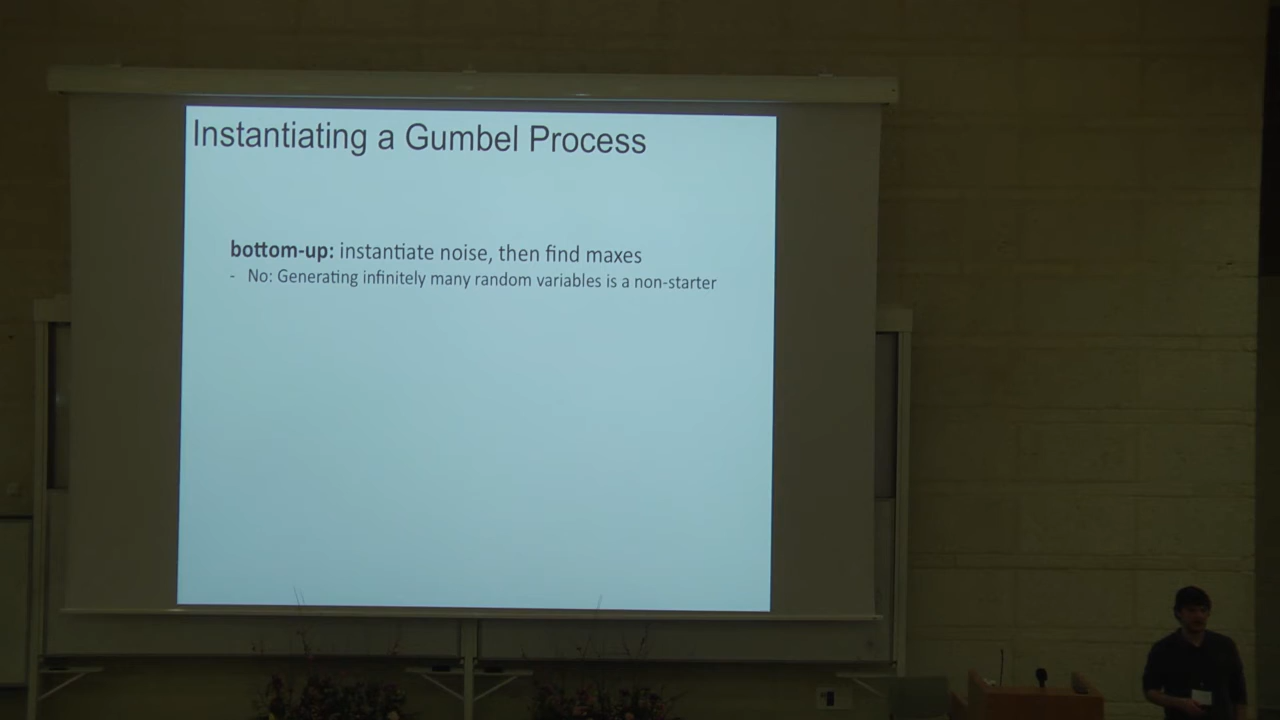 Instantiating a Gumbel Process
bottom-up: instantiate noise, then find maxes
- No: Generating infinitely many random variables is a non-starter